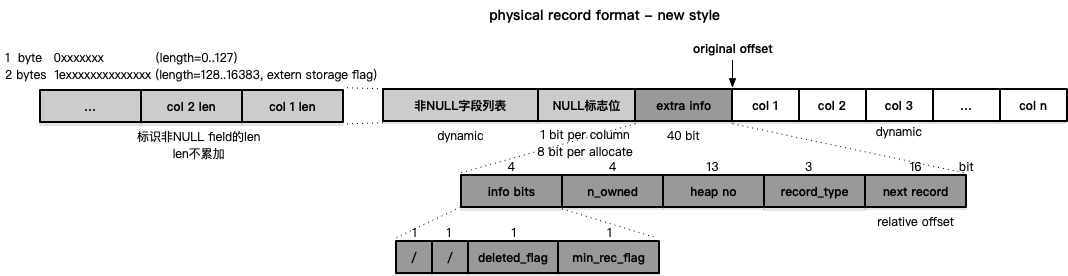 physical record format – new style
original offset
1 byte 0xxxxxxx (length=0..127)
2 bytes 1exxxxxxxxxxxxxx (length=128..16383, extern storage flag)
... col 2 len col 1 len 非NULL字段列表 NULL标志位 extra info col 1 col 2 col 3 ... col n
标识非NULL field的len
len不累加
dynamic
1 bit per column
8 bit per allocate
40 bit
dynamic
4 4 13 3 16 bit
info bits n_owned heap no record_type next record
relative offset
1 1 1 1
/ / deleted_flag min_rec_flag